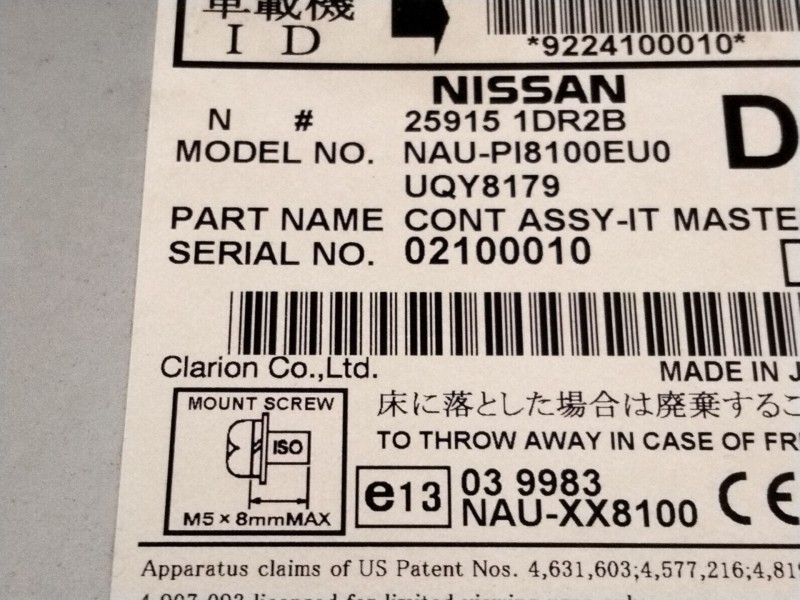 車載機
I D
*9224100010*
NISSAN
D
N # 25915 1DR2B
MODEL NO. NAU-PI8100EU0
UQY8179
PART NAME CONT ASSY-IT MASTE
SERIAL NO. 02100010
Clarion Co.,Ltd.
MADE IN J
MOUNT SCREW
ISO
M5×8mmMAX
床に落とした場合は廃棄するこ
TO THROW AWAY IN CASE OF FR
e13 03 9983
NAU-XX8100
CE
Apparatus claims of US Patent Nos. 4,631,603;4,577,216;4,819